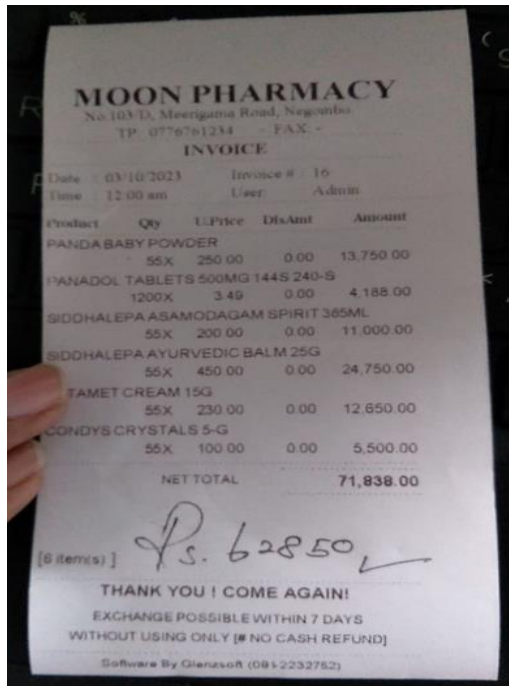 MOON PHARMACY
No.103/D, Meerigama Road, Negombo.
TP 0776761234 - FAX: -
INVOICE
Date : 03/10/2023 Invoice # : 16
Time : 12:00 am User: Admin
Product Qty U.Price DisAmt Amount
PANDA BABY POWDER
55X 250.00 0.00 13,750.00
PANADOL TABLETS 500MG 144S 240-S
1200X 3.49 0.00 4,188.00
SIDDHALEPA ASAMODAGAM SPIRIT 385ML
55X 200.00 0.00 11,000.00
SIDDHALEPA AYURVEDIC BALM 25G
55X 450.00 0.00 24,750.00
TAMET CREAM 15G
55X 230.00 0.00 12,650.00
CONDYS CRYSTALS 5-G
55X 100.00 0.00 5,500.00
NET TOTAL 71,838.00
Rs. 62850
[6 item(s) ]
THANK YOU ! COME AGAIN!
EXCHANGE POSSIBLE WITHIN 7 DAYS
WITHOUT USING ONLY [# NO CASH REFUND]
Software By Glanzsoft (081-2232762)